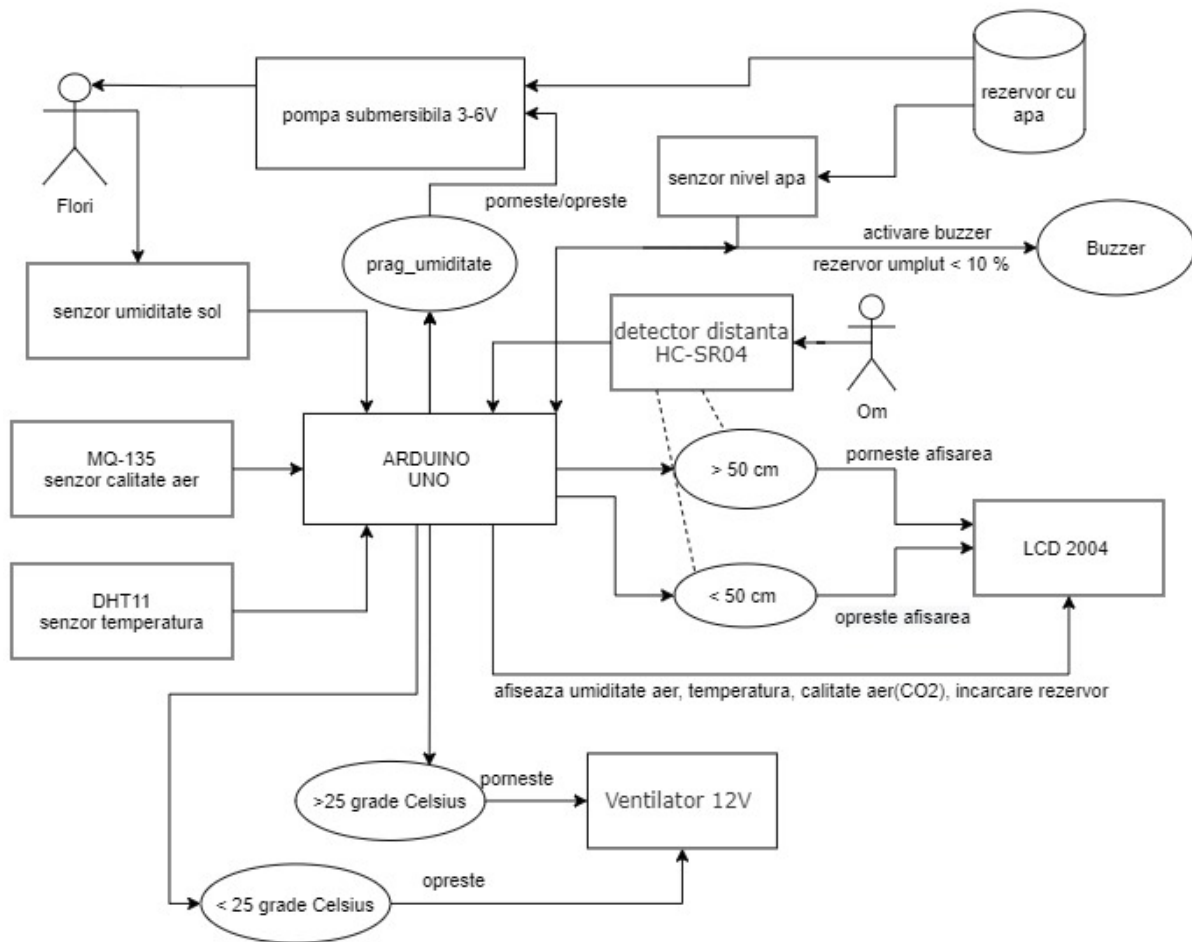 rezervor cu
apa
pompa submersibila 3-6V
senzor nivel apa
porneste/opreste
Flori
activare buzzer
rezervor umplut < 10 %
Buzzer
prag_umiditate
senzor umiditate sol
detector distanta
HC-SR04
Om
MQ-135
senzor calitate aer
ARDUINO
UNO
> 50 cm
porneste afisarea
LCD 2004
DHT11
senzor temperatura
< 50 cm
opreste afisarea
afiseaza umiditate aer, temperatura, calitate aer(CO2), incarcare rezervor
>25 grade Celsius
porneste
Ventilator 12V
< 25 grade Celsius
opreste